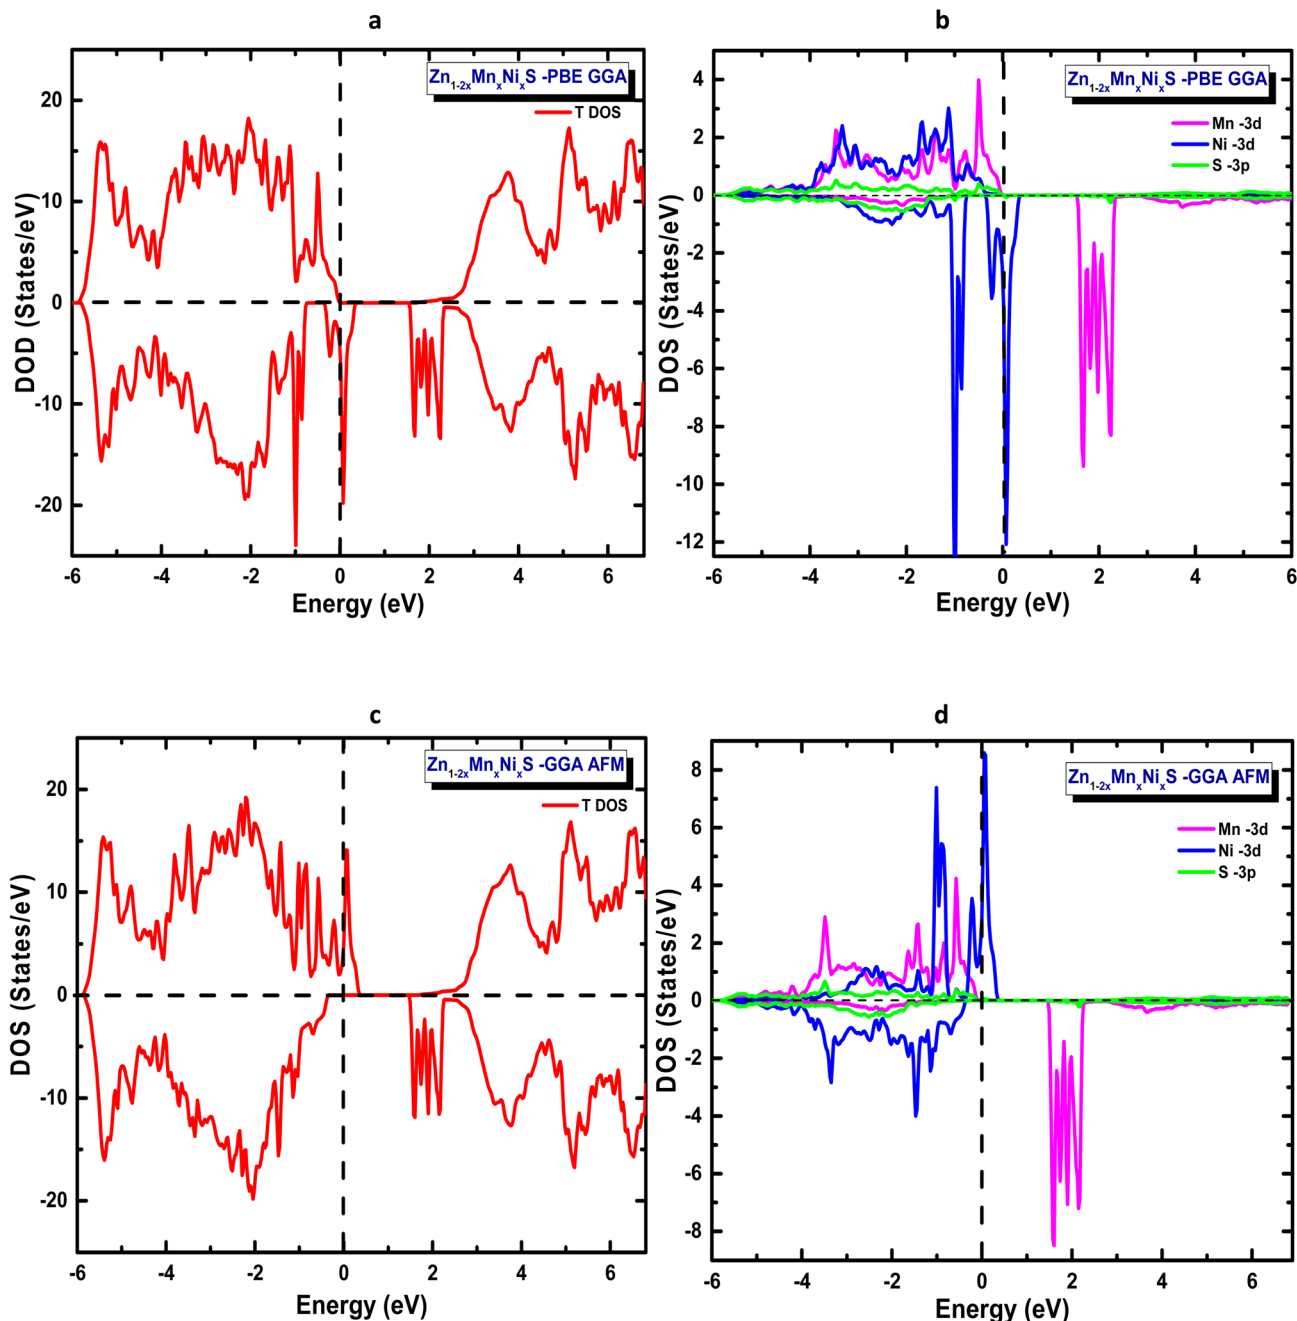 a
Zn1-2xMnxNixS -PBE GGA
T DOS
20
10
0
-10
-20
DOD (States/eV)
-6 -4 -2 0 2 4 6
Energy (eV)
b
Zn1-2xMnxNixS -PBE GGA
Mn -3d
Ni -3d
S -3p
4
2
0
-2
-4
-6
-8
-10
-12
DOS (States/eV)
-6 -4 -2 0 2 4 6
Energy (eV)
c
Zn1-2xMnxNixS -GGA AFM
T DOS
20
10
0
-10
-20
DOS (States/eV)
-6 -4 -2 0 2 4 6
Energy (eV)
d
Zn1-2xMnxNixS -GGA AFM
Mn -3d
Ni -3d
S -3p
8
6
4
2
0
-2
-4
-6
-8
DOS (States/eV)
-6 -4 -2 0 2 4 6
Energy (eV)